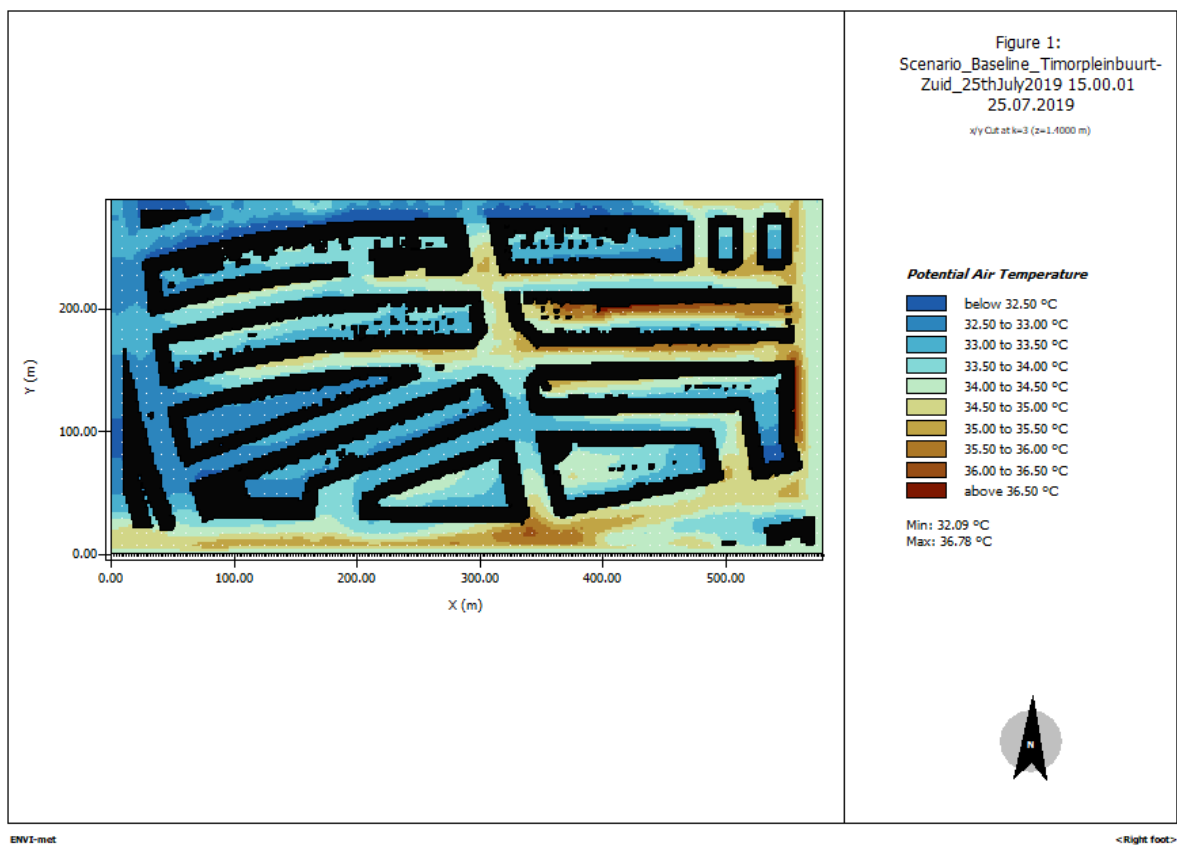 Figure 1:
Scenario_Baseline_Timorpleinbuurt-
Zuid_25thJuly2019 15.00.01
25.07.2019
x/y Cut at k=3 (z=1.4000 m)
200.00
100.00
0.00
Y (m)
0.00 100.00 200.00 300.00 400.00 500.00
X (m)
Potential Air Temperature
below 32.50 °C
32.50 to 33.00 °C
33.00 to 33.50 °C
33.50 to 34.00 °C
34.00 to 34.50 °C
34.50 to 35.00 °C
35.00 to 35.50 °C
35.50 to 36.00 °C
36.00 to 36.50 °C
above 36.50 °C
Min: 32.09 °C
Max: 36.78 °C
N
ENVI-met
<Right foot>